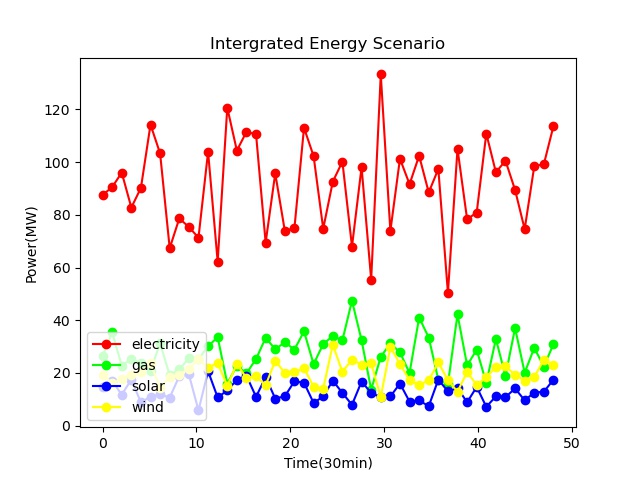 Intergrated Energy Scenario
Power(MW)
120
100
80
60
40
20
0
electricity
gas
solar
wind
0 10 20 30 40 50
Time(30min)